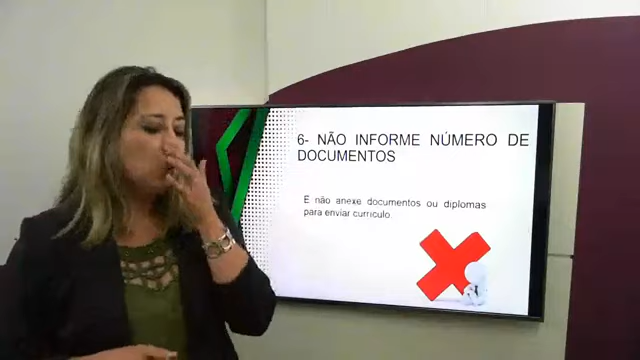 6- NÃO INFORME NÚMERO DE
DOCUMENTOS
E não anexe documentos ou diplomas
para enviar currículo.